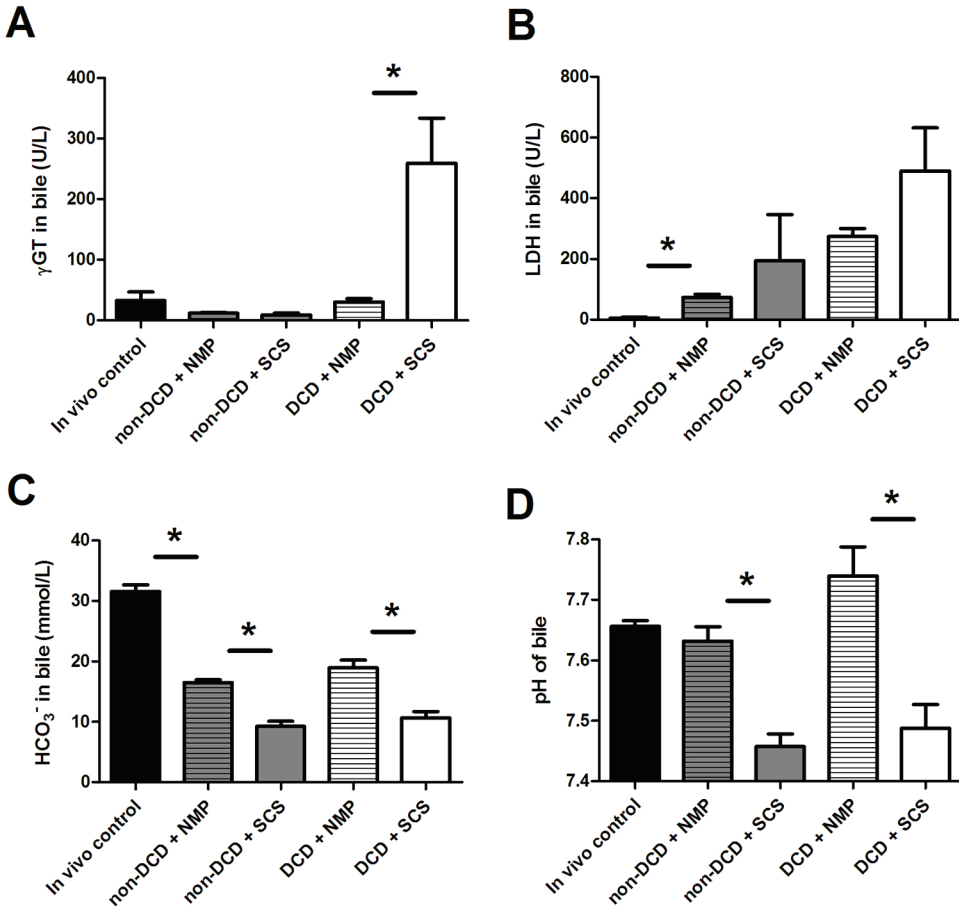 A
γGT in bile (U/L)
400
300
200
100
0
*
In vivo control
non-DCD + NMP
non-DCD + SCS
DCD + NMP
DCD + SCS
B
LDH in bile (U/L)
800
600
400
200
0
*
In vivo control
non-DCD + NMP
non-DCD + SCS
DCD + NMP
DCD + SCS
C
HCO₃⁻ in bile (mmol/L)
40
30
20
10
0
*
*
*
In vivo control
non-DCD + NMP
non-DCD + SCS
DCD + NMP
DCD + SCS
D
pH of bile
7.8
7.7
7.6
7.5
7.4
*
*
In vivo control
non-DCD + NMP
non-DCD + SCS
DCD + NMP
DCD + SCS